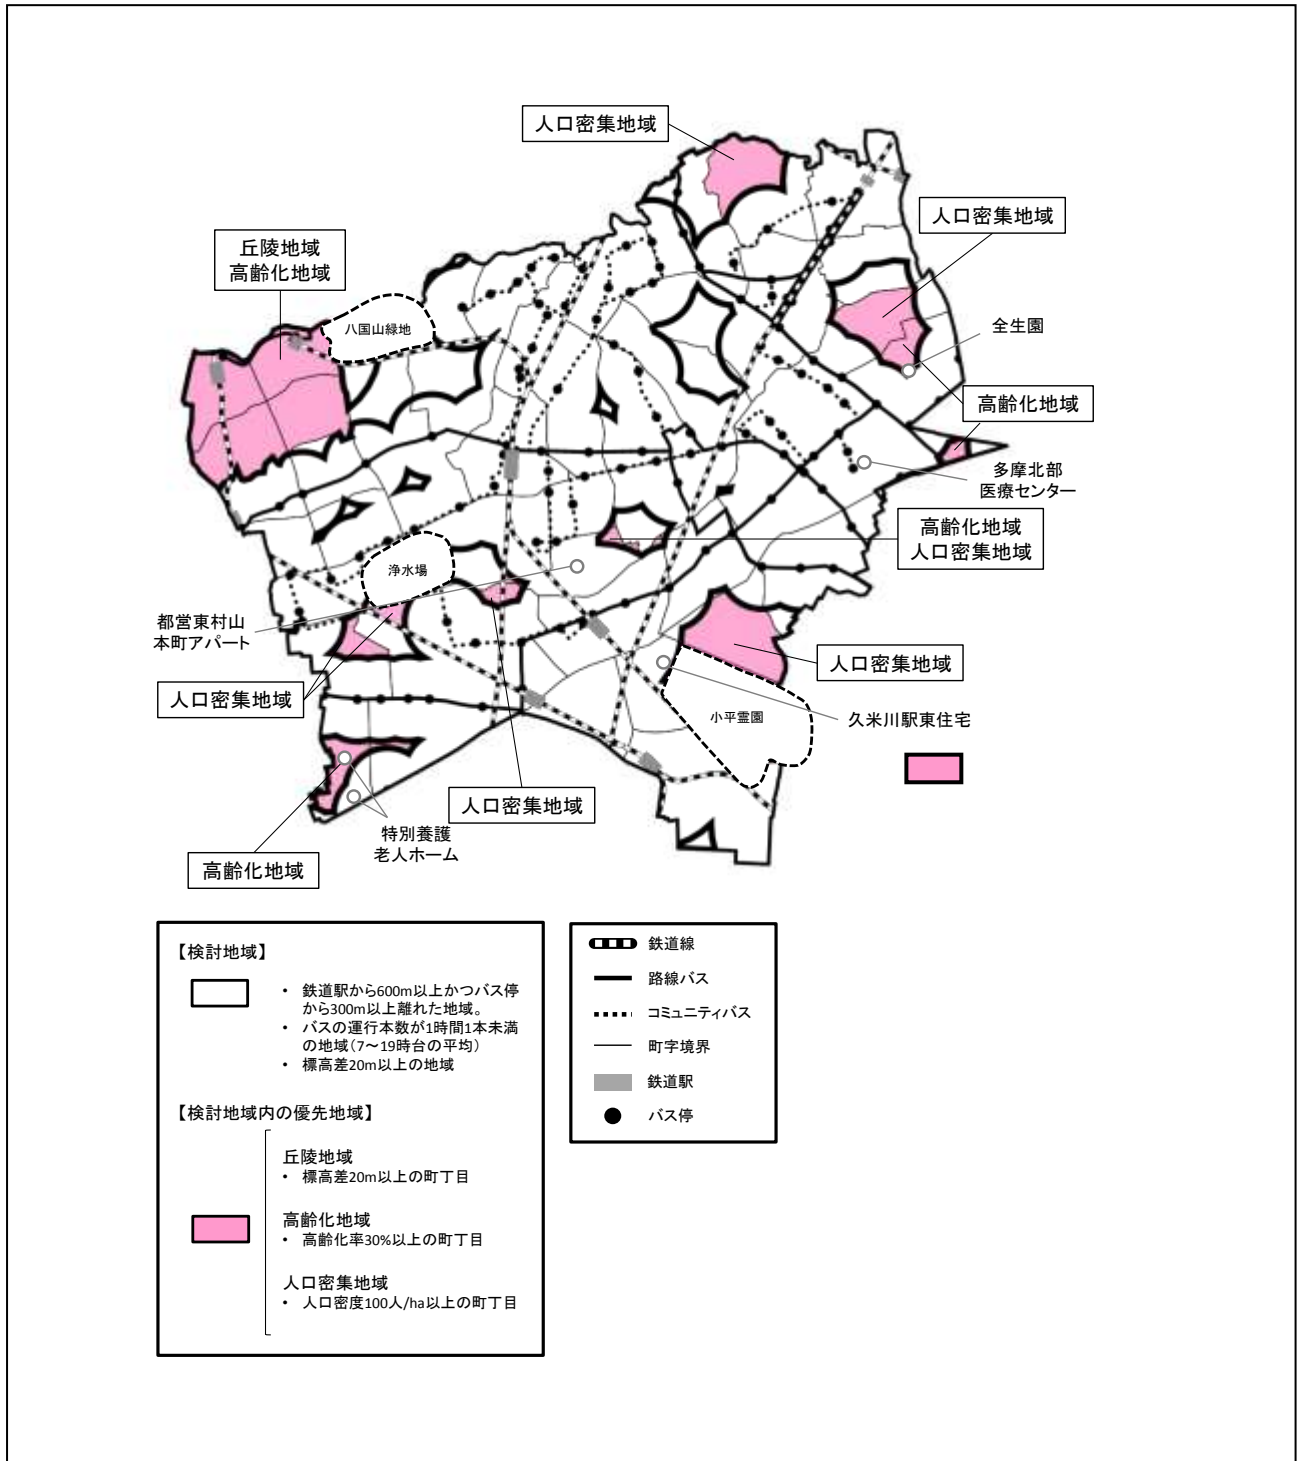 人口密集地域
人口密集地域
丘陵地域
高齢化地域
八国山緑地
全生園
高齢化地域
多摩北部
医療センター
高齢化地域
人口密集地域
浄水場
都営東村山
本町アパート
人口密集地域
人口密集地域
小平霊園
久米川駅東住宅
人口密集地域
特別養護
老人ホーム
高齢化地域
【検討地域】
• 鉄道駅から600m以上かつバス停
から300m以上離れた地域。
• バスの運行本数が1時間1本未満
の地域（7～19時台の平均）
• 標高差20m以上の地域
【検討地域内の優先地域】
丘陵地域
• 標高差20m以上の町丁目
高齢化地域
• 高齢化率30%以上の町丁目
人口密集地域
• 人口密度100人/ha以上の町丁目
鉄道線
路線バス
コミュニティバス
町字境界
鉄道駅
バス停